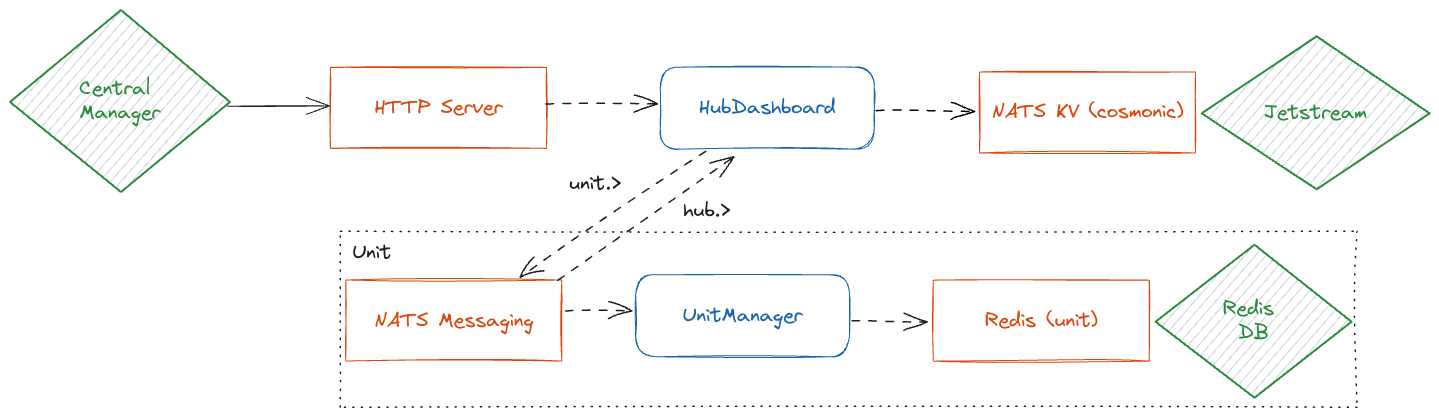 Central
Manager
HTTP Server
HubDashboard
NATS KV (cosmonic)
Jetstream
unit.>
hub.>
Unit
NATS Messaging
UnitManager
Redis (unit)
Redis
DB